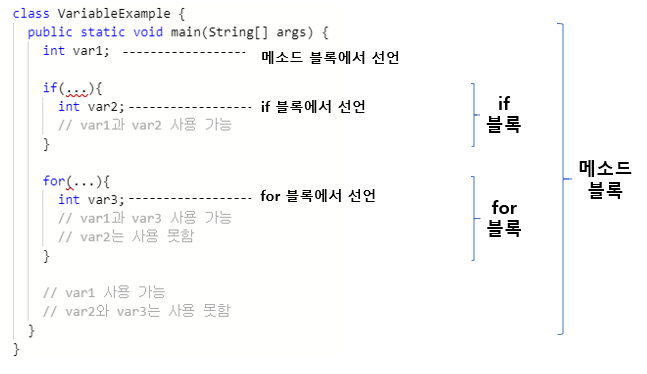 class VariableExample {
public static void main(String[] args) {
int var1; 메소드 블록에서 선언
if(...){
int var2; if 블록에서 선언
// var1과 var2 사용 가능
}
if
블록
for(...){
int var3; for 블록에서 선언
// var1과 var3 사용 가능
// var2는 사용 못함
}
for
블록
메소드
블록
// var1 사용 가능
// var2와 var3는 사용 못함
}
}